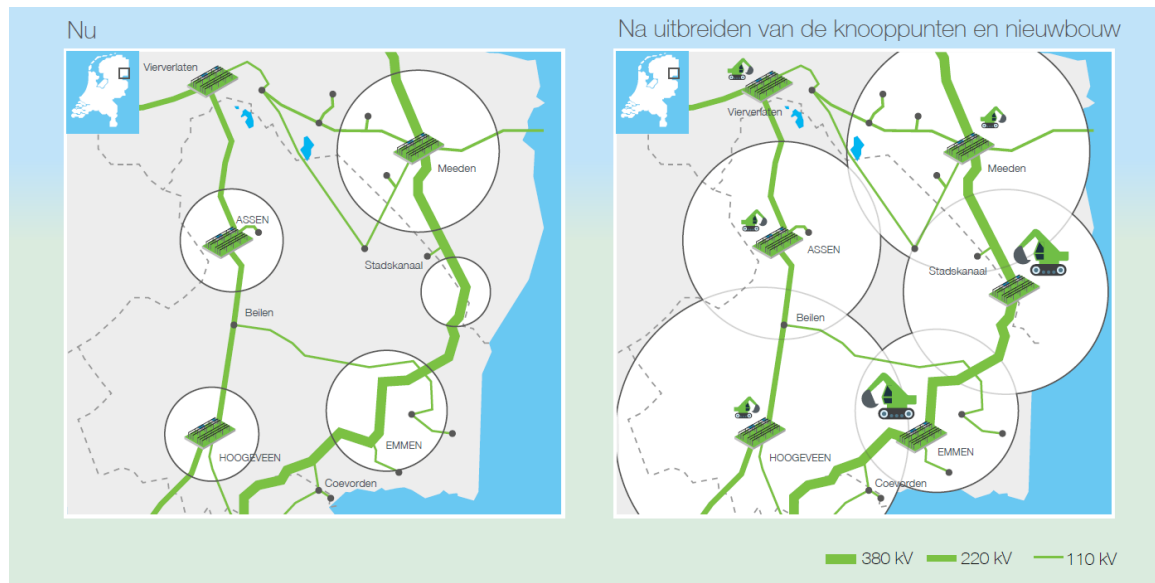 Nu
Vierverlaten
Meeden
ASSEN
Stadskanaal
Beilen
EMMEN
HOOGEVEEN
Coevorden
Na uitbreiden van de knooppunten en nieuwbouw
Vierverlaten
Meeden
ASSEN
Stadskanaal
Beilen
HOOGEVEEN
EMMEN
Coevorden
380 kV 220 kV 110 kV